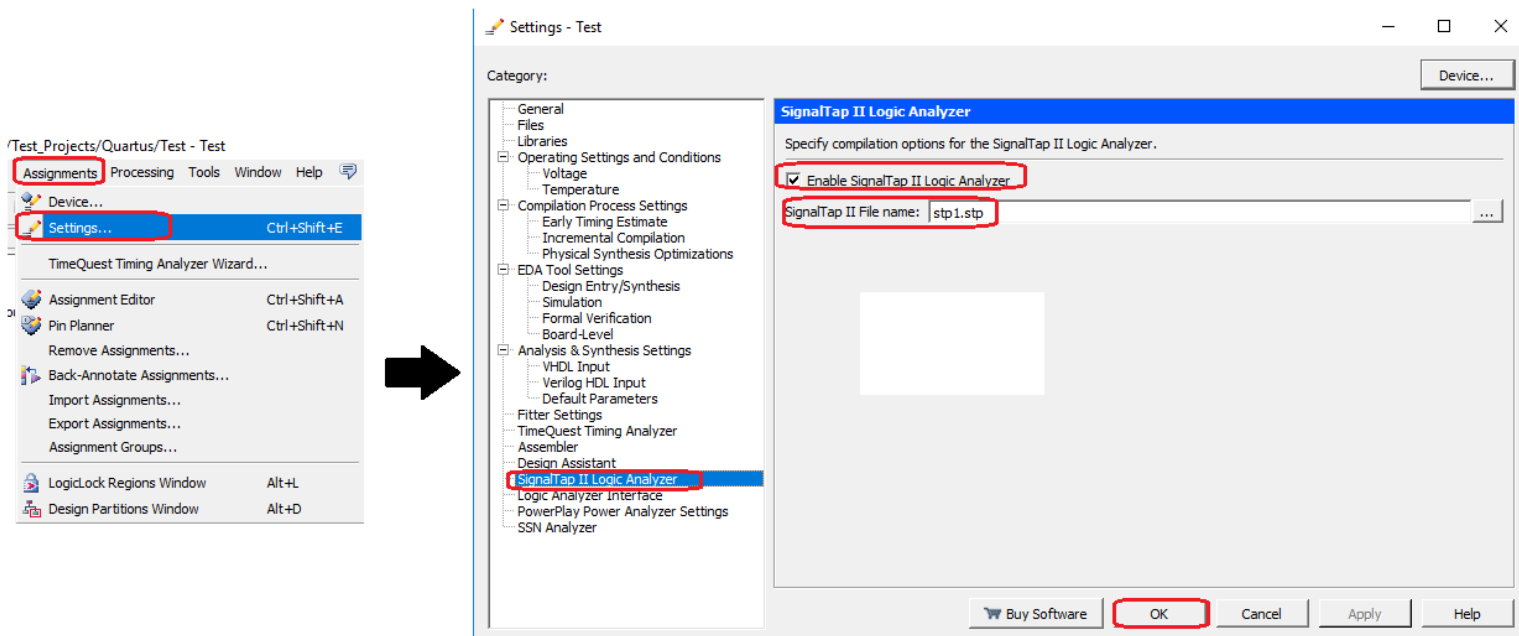 /Test_Projects/Quartus/Test - Test
Assignments Processing Tools Window Help
Device...
Settings... Ctrl+Shift+E
TimeQuest Timing Analyzer Wizard...
Assignment Editor Ctrl+Shift+A
Pin Planner Ctrl+Shift+N
Remove Assignments...
Back-Annotate Assignments...
Import Assignments...
Export Assignments...
Assignment Groups...
LogicLock Regions Window Alt+L
Design Partitions Window Alt+D
Settings - Test
Category:
Device...
General
Files
Libraries
Operating Settings and Conditions
Voltage
Temperature
Compilation Process Settings
Early Timing Estimate
Incremental Compilation
Physical Synthesis Optimizations
EDA Tool Settings
Design Entry/Synthesis
Simulation
Formal Verification
Board-Level
Analysis & Synthesis Settings
VHDL Input
Verilog HDL Input
Default Parameters
Fitter Settings
TimeQuest Timing Analyzer
Assembler
Design Assistant
SignalTap II Logic Analyzer
Logic Analyzer Interface
PowerPlay Power Analyzer Settings
SSN Analyzer
SignalTap II Logic Analyzer
Specify compilation options for the SignalTap II Logic Analyzer.
Enable SignalTap II Logic Analyzer
SignalTap II File name: stp1.stp ...
Buy Software OK Cancel Apply Help